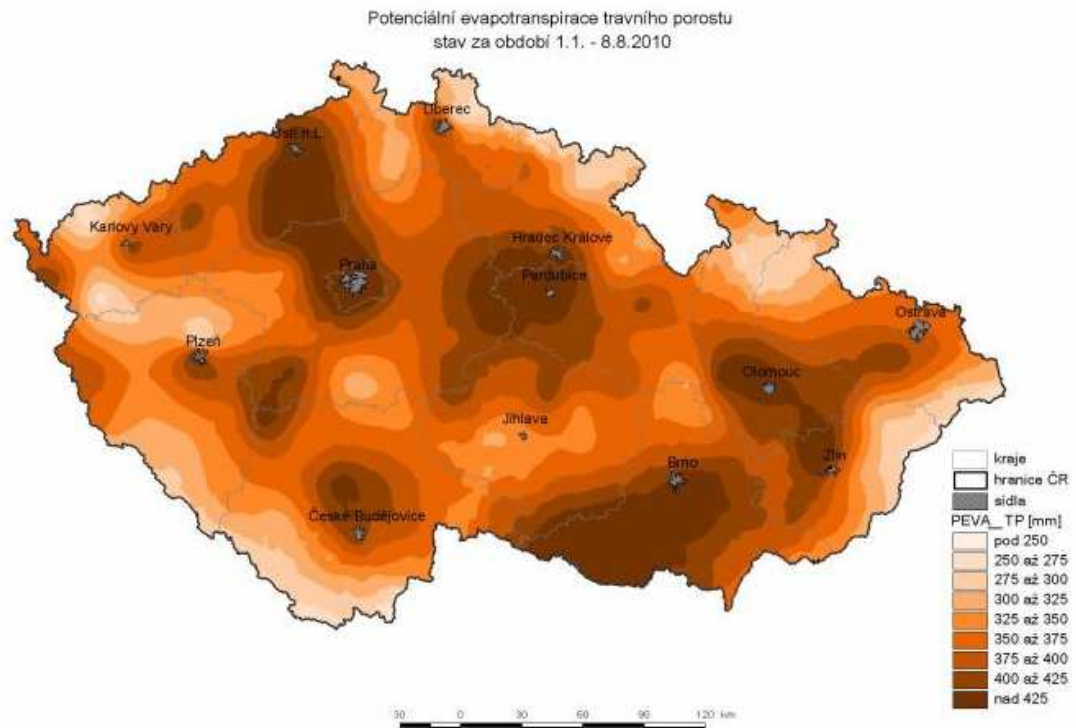 Potenciální evapotranspirace travního porostu
stav za období 1.1. - 8.8.2010
Liberec
Ústí n.L.
Karlovy Vary
Hradec Králové
Praha
Pardubice
Ostrava
Plzeň
Olomouc
Jihlava
Brno
Zlín
České Budějovice
kraje
hranice ČR
sídla
PEVA_TP [mm]
pod 250
250 až 275
275 až 300
300 až 325
325 až 350
350 až 375
375 až 400
400 až 425
nad 425
30 0 30 60 90 120 km